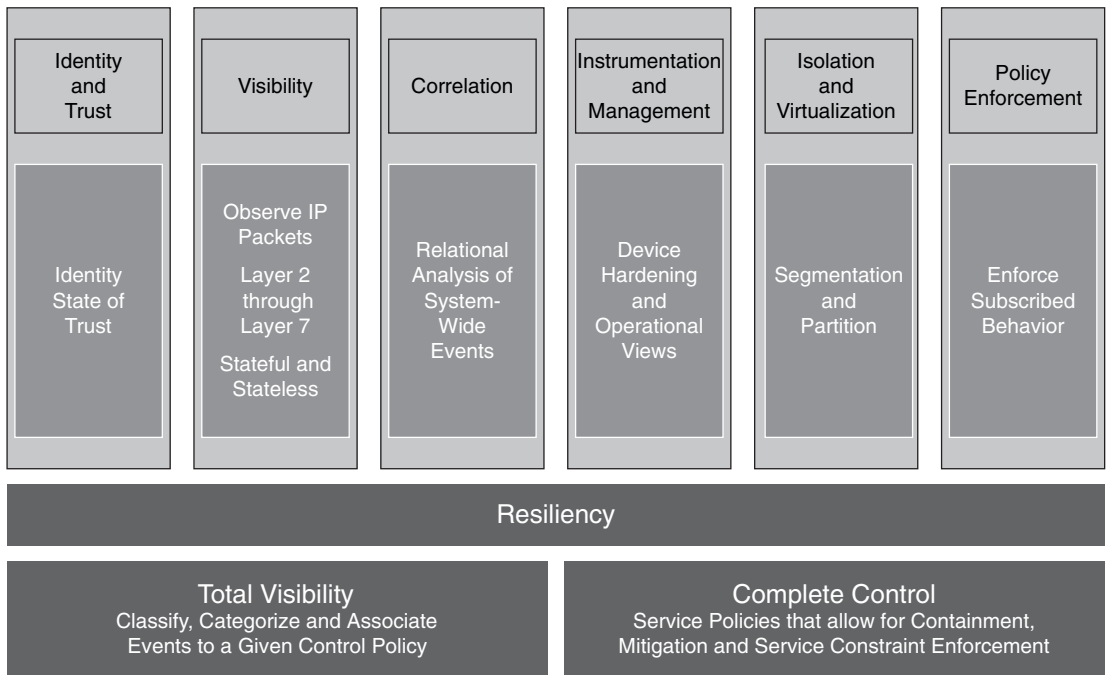 Identity
and
Trust
Visibility
Correlation
Instrumentation
and
Management
Isolation
and
Virtualization
Policy
Enforcement
Identity
State of
Trust
Observe IP
Packets
Layer 2
through
Layer 7
Stateful and
Stateless
Relational
Analysis of
System-
Wide
Events
Device
Hardening
and
Operational
Views
Segmentation
and
Partition
Enforce
Subscribed
Behavior
Resiliency
Total Visibility
Classify, Categorize and Associate
Events to a Given Control Policy
Complete Control
Service Policies that allow for Containment,
Mitigation and Service Constraint Enforcement